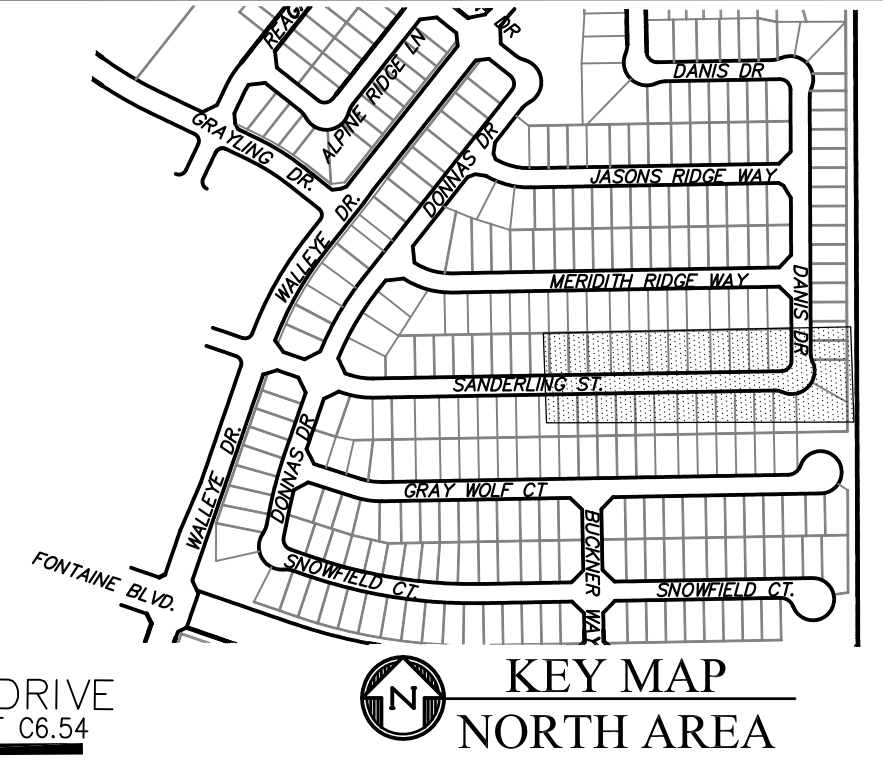 DR
REAG.
ALPINE RIDGE LN
DANIS DR
GRAYLING DR.
DONNAS DR
JASONS RIDGE WAY
WALLEYE DR.
MERIDITH RIDGE WAY
DANIS DR
SANDERLING ST.
WALLEYE DR.
DONNAS DR
GRAY WOLF CT
BUCKNER WAY
FONTAINE BLVD.
SNOWFIELD CT.
SNOWFIELD CT.
DRIVE
C6.54
N
KEY MAP
NORTH AREA